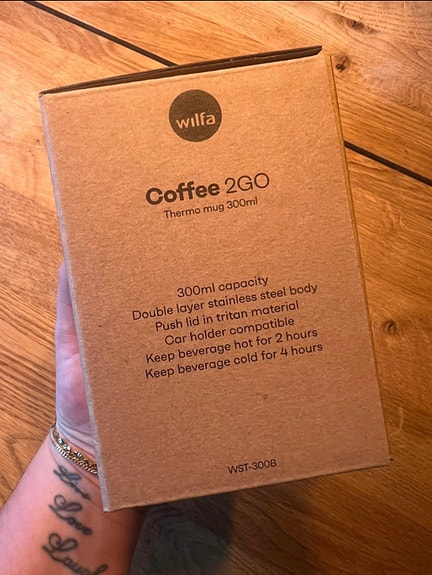 wilfa
Coffee 2GO
Thermo mug 300ml
300ml capacity
Double layer stainless steel body
Push lid in tritan material
Car holder compatible
Keep beverage hot for 2 hours
Keep beverage cold for 4 hours
WST-300B
Live
Love
Laugh